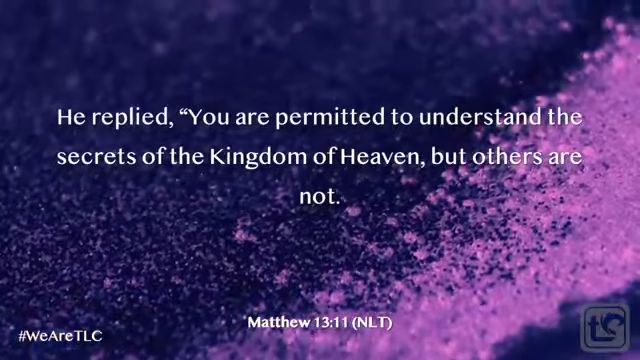 He replied, “You are permitted to understand the
secrets of the Kingdom of Heaven, but others are
not.
Matthew 13:11 (NLT)
#WeAreTLC